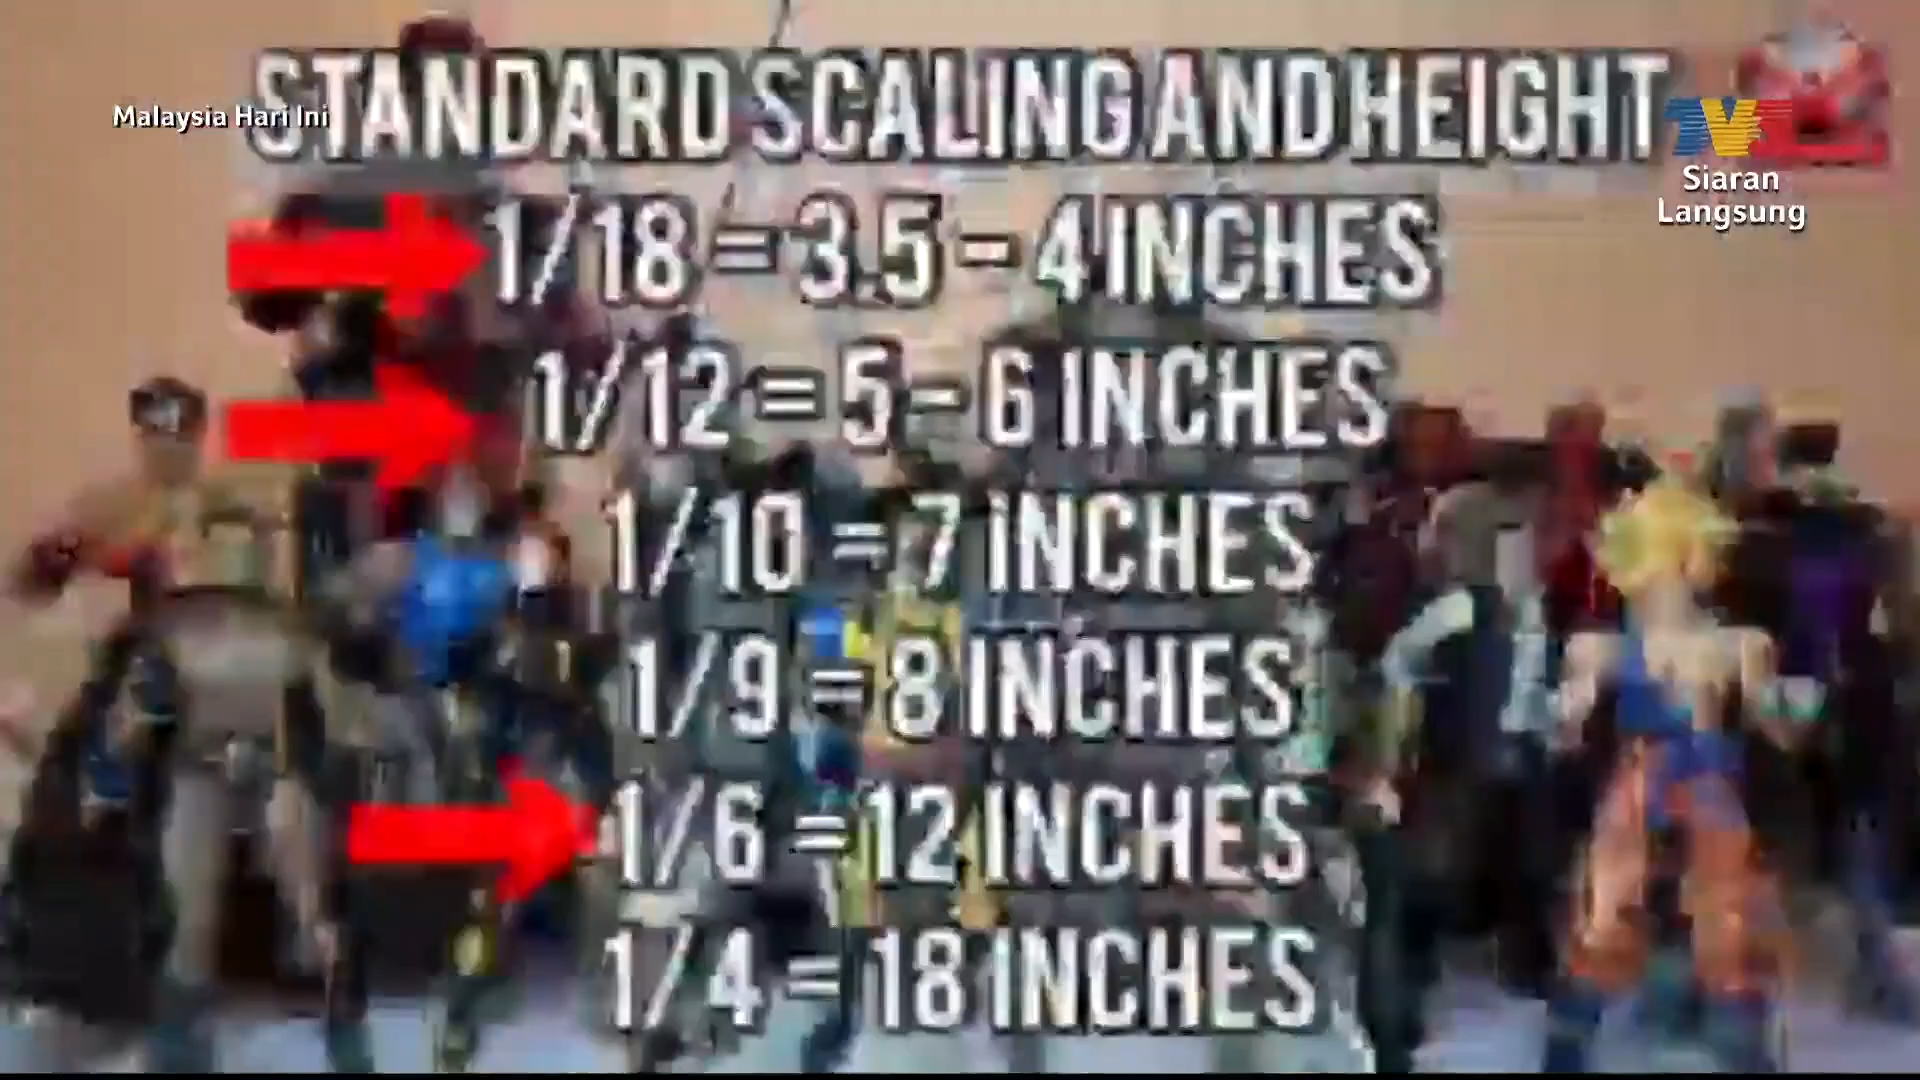 STANDARD SCALING AND HEIGHT
Malaysia Hari Ini
TV3
Siaran
Langsung
1/18 = 3.5 - 4 INCHES
1/12 = 5 - 6 INCHES
1/10 = 7 INCHES
1/9 = 8 INCHES
1/6 = 12 INCHES
1/4 = 18 INCHES